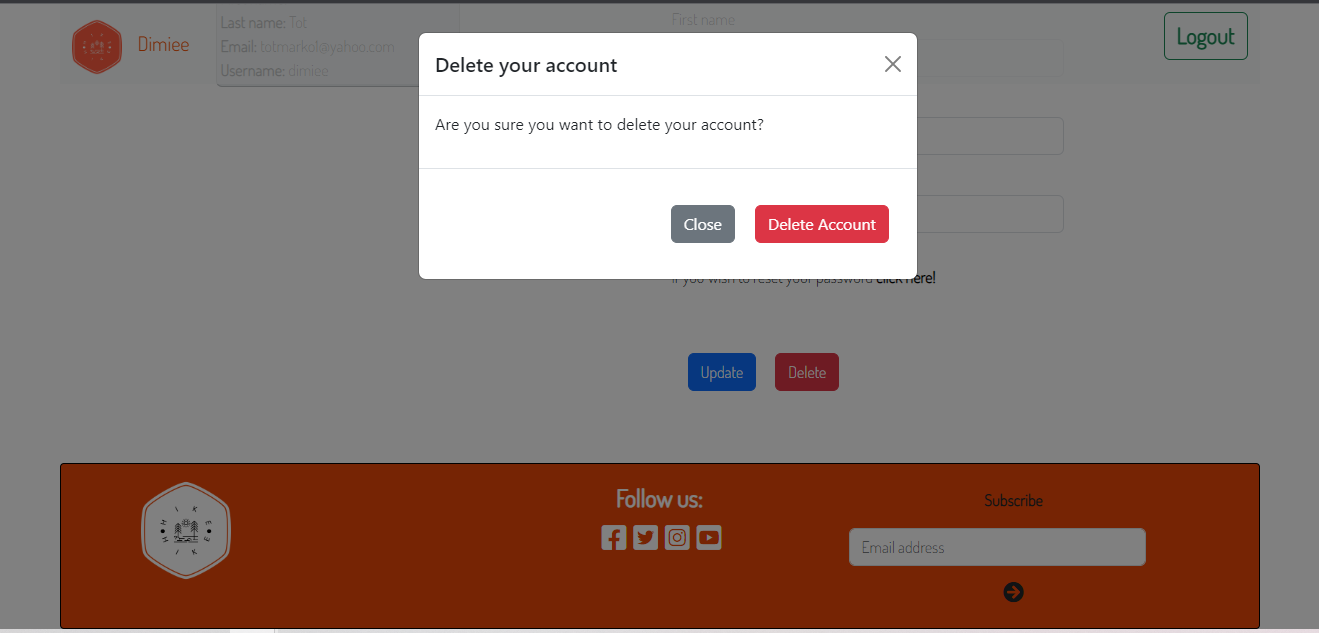 Dimiee
Last name: Tot
Email: totmarko1@yahoo.com
Username: dimiee
First name
Logout
Delete your account
Are you sure you want to delete your account?
Close
Delete Account
If you wish to reset your password click here!
Update
Delete
H I K E
H I K E R
Follow us:
Subscribe
Email address